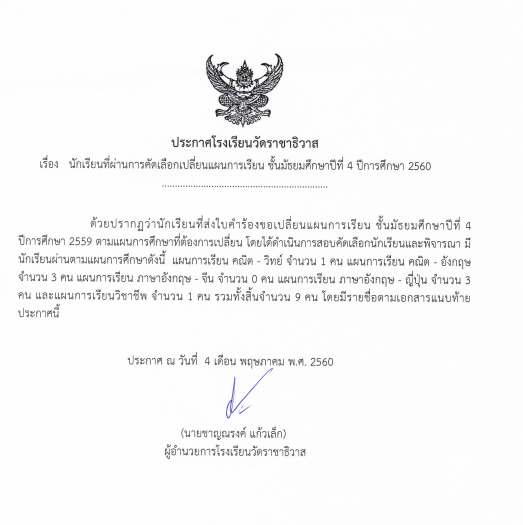 ประกาศโรงเรียนวัดราชาธิวาส
เรื่อง นักเรียนที่ผ่านการคัดเลือกเปลี่ยนแผนการเรียน ชั้นมัธยมศึกษาปีที่ 4 ปีการศึกษา 2560
............................................................
ด้วยปรากฏว่านักเรียนที่ส่งใบคำร้องขอเปลี่ยนแผนการเรียน ชั้นมัธยมศึกษาปีที่ 4
ปีการศึกษา 2559 ตามแผนการศึกษาที่ต้องการเปลี่ยน โดยได้ดำเนินการสอบคัดเลือกนักเรียนและพิจารณา มี
นักเรียนผ่านตามแผนการศึกษาดังนี้ แผนการเรียน คณิต - วิทย์ จำนวน 1 คน แผนการเรียน คณิต - อังกฤษ
จำนวน 3 คน แผนการเรียน ภาษาอังกฤษ - จีน จำนวน 0 คน แผนการเรียน ภาษาอังกฤษ - ญี่ปุ่น จำนวน 3
คน และแผนการเรียนวิชาชีพ จำนวน 1 คน รวมทั้งสิ้นจำนวน 9 คน โดยมีรายชื่อตามเอกสารแนบท้าย
ประกาศนี้
ประกาศ ณ วันที่ 4 เดือน พฤษภาคม พ.ศ. 2560
(นายชาญณรงค์ แก้วเล็ก)
ผู้อำนวยการโรงเรียนวัดราชาธิวาส